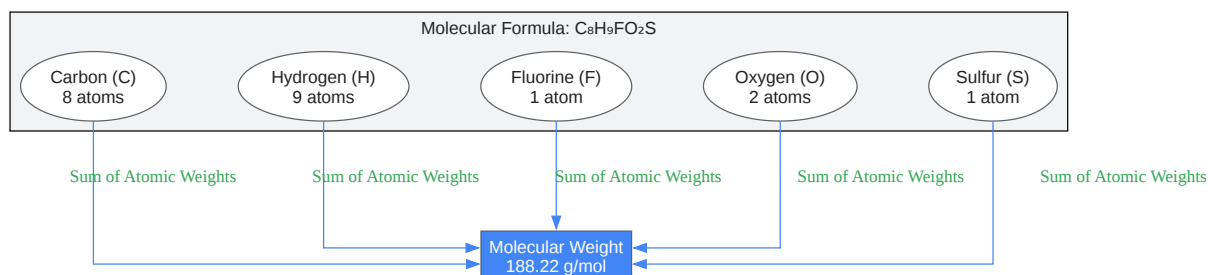 Molecular Formula: C₈H₉FO₂S
Carbon (C)
8 atoms
Hydrogen (H)
9 atoms
Fluorine (F)
1 atom
Oxygen (O)
2 atoms
Sulfur (S)
1 atom
Sum of Atomic Weights
Sum of Atomic Weights
Sum of Atomic Weights
Sum of Atomic Weights
Sum of Atomic Weights
Molecular Weight
188.22 g/mol